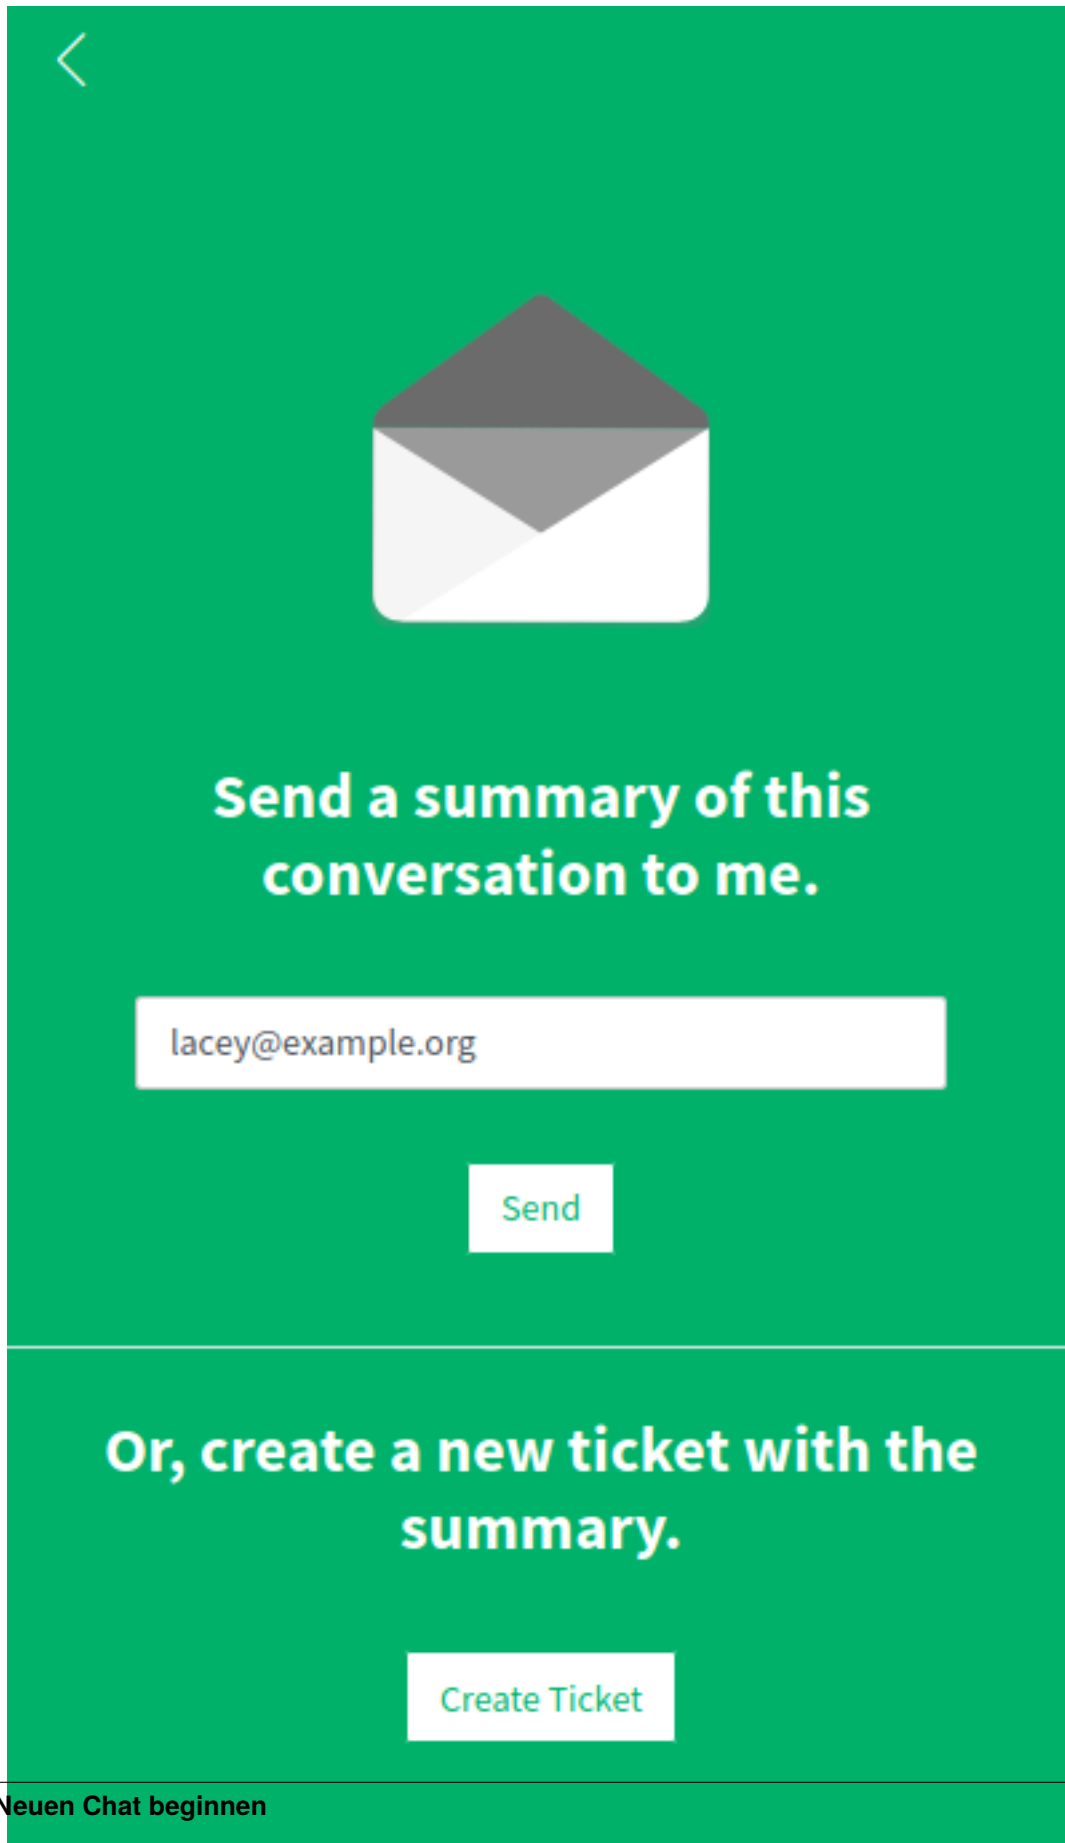 Send a summary of this
conversation to me.
lacey@example.org
Send
Or, create a new ticket with the
summary.
Create Ticket
Neuen Chat beginnen